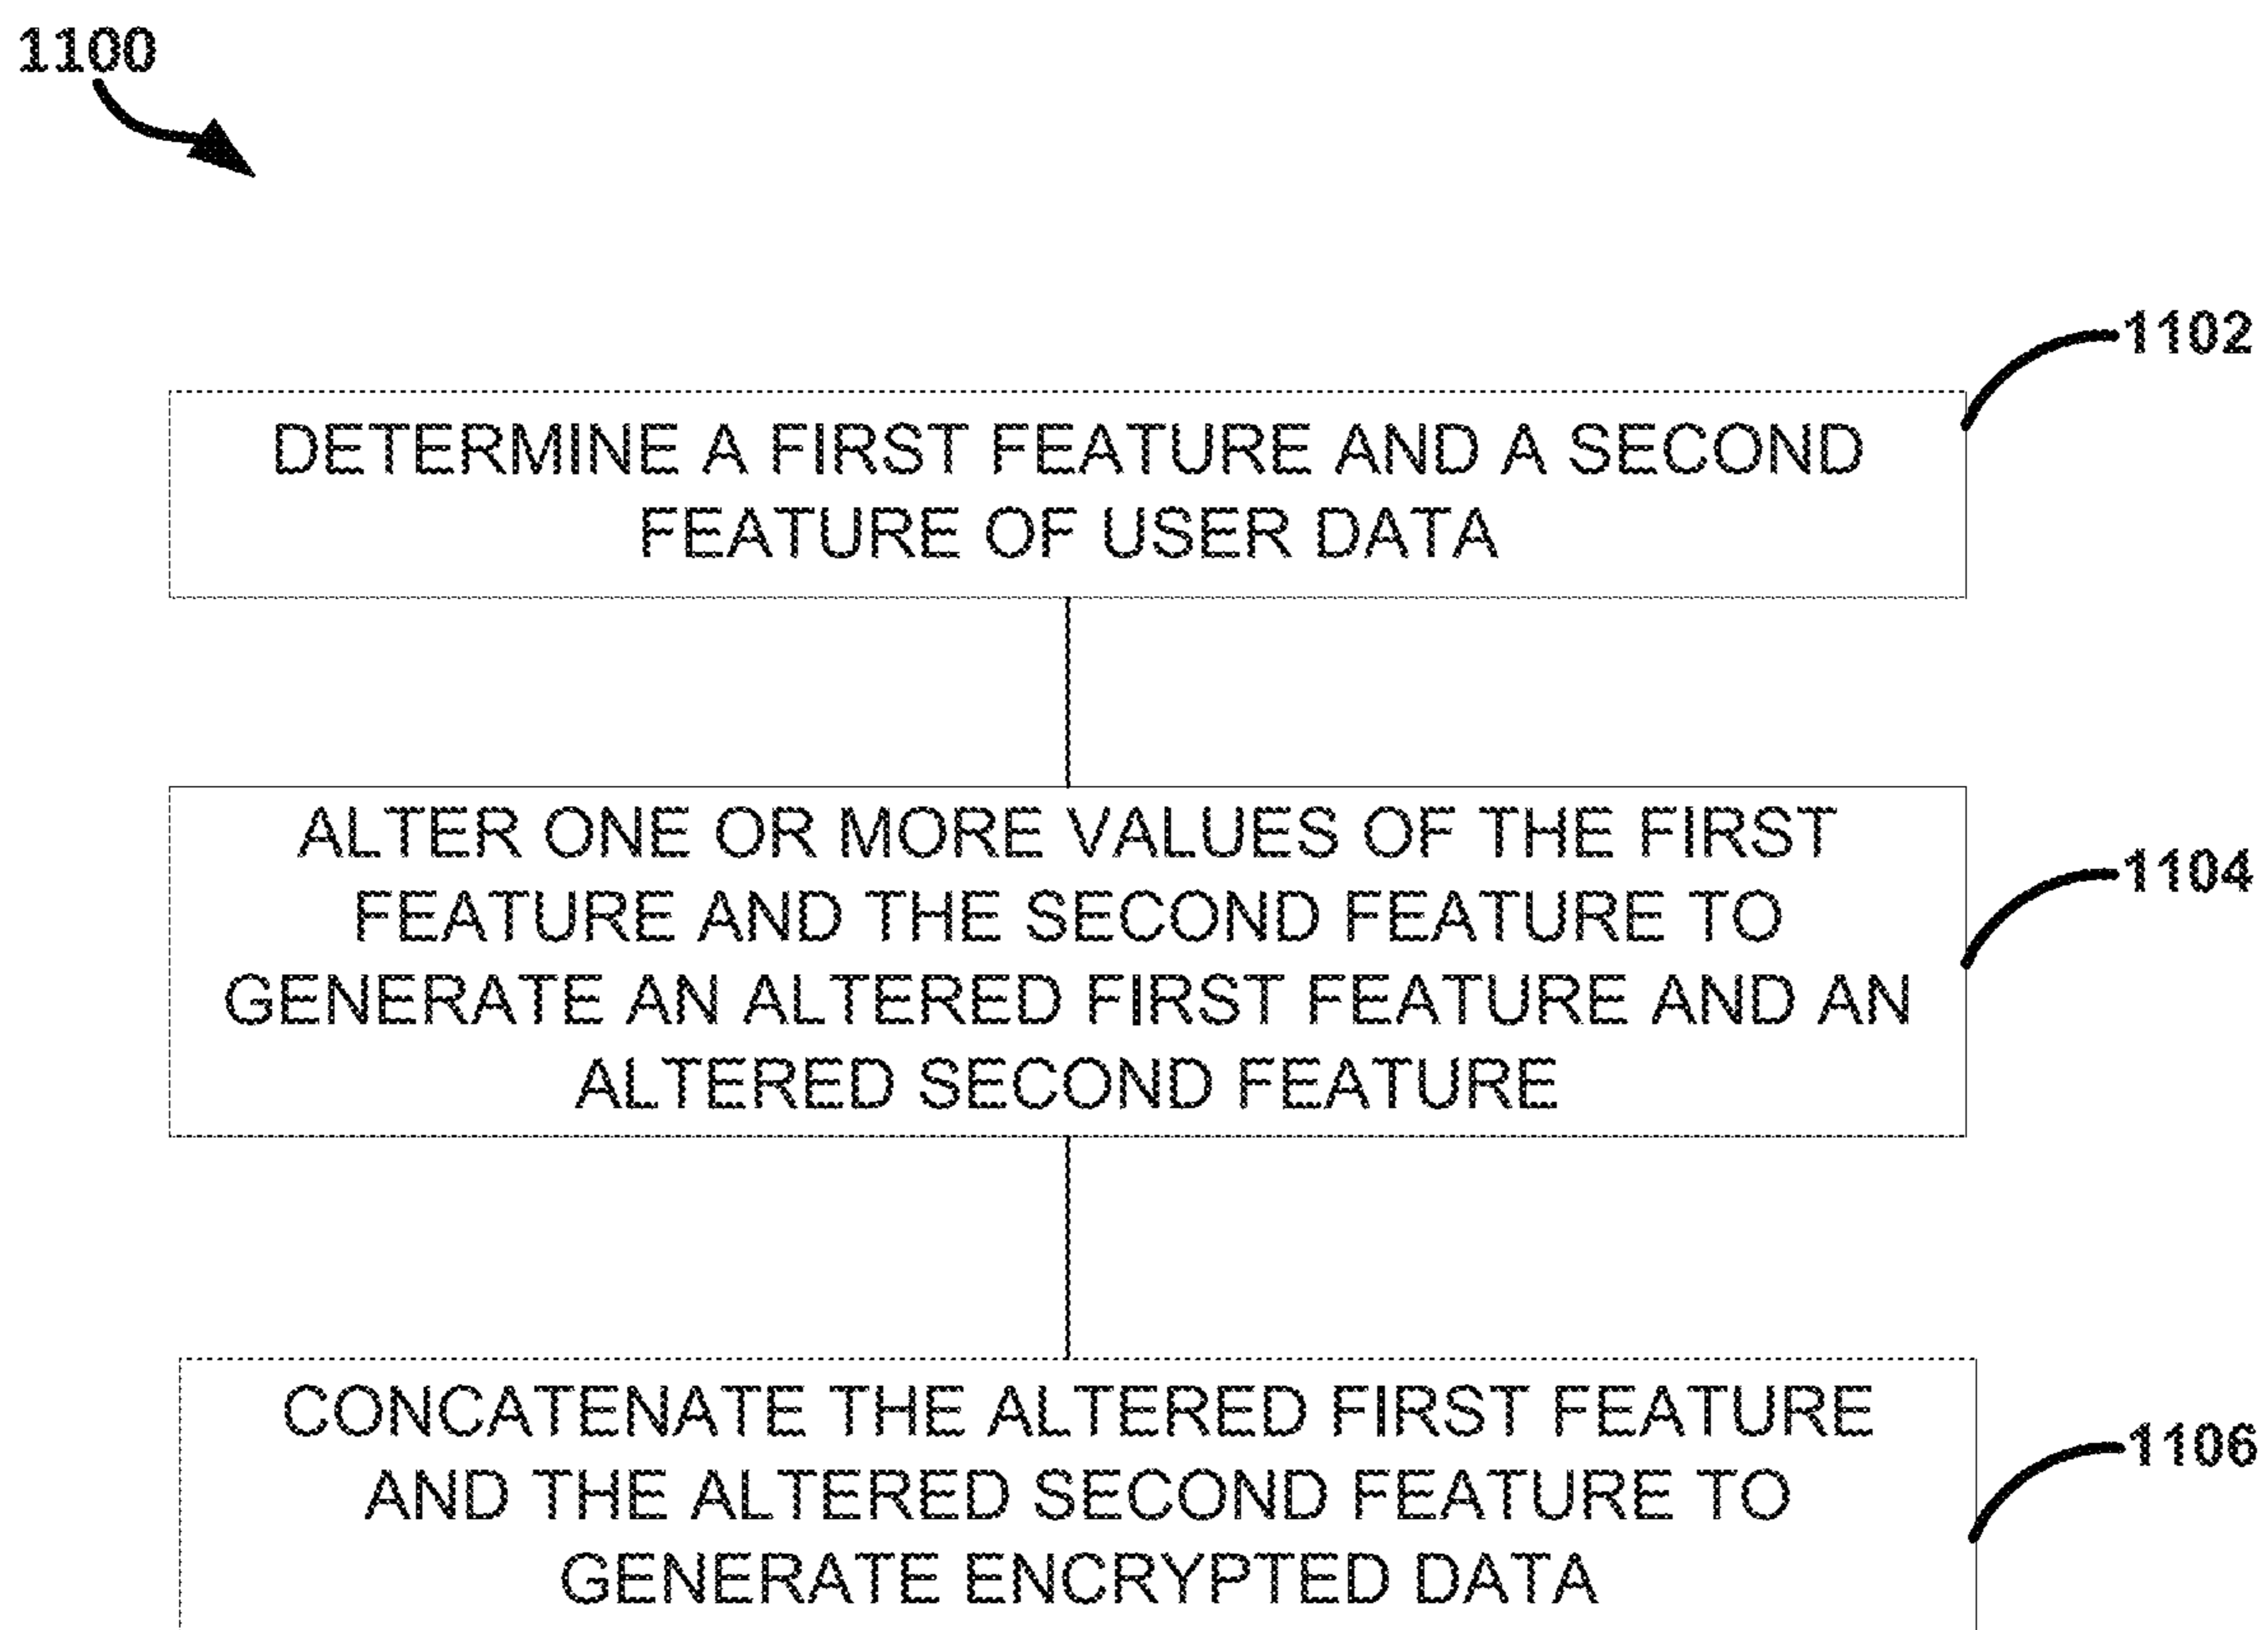 1100
1102
DETERMINE A FIRST FEATURE AND A SECOND
FEATURE OF USER DATA
ALTER ONE OR MORE VALUES OF THE FIRST
FEATURE AND THE SECOND FEATURE TO
GENERATE AN ALTERED FIRST FEATURE AND AN
ALTERED SECOND FEATURE
1104
CONCATENATE THE ALTERED FIRST FEATURE
AND THE ALTERED SECOND FEATURE TO
GENERATE ENCRYPTED DATA
1106